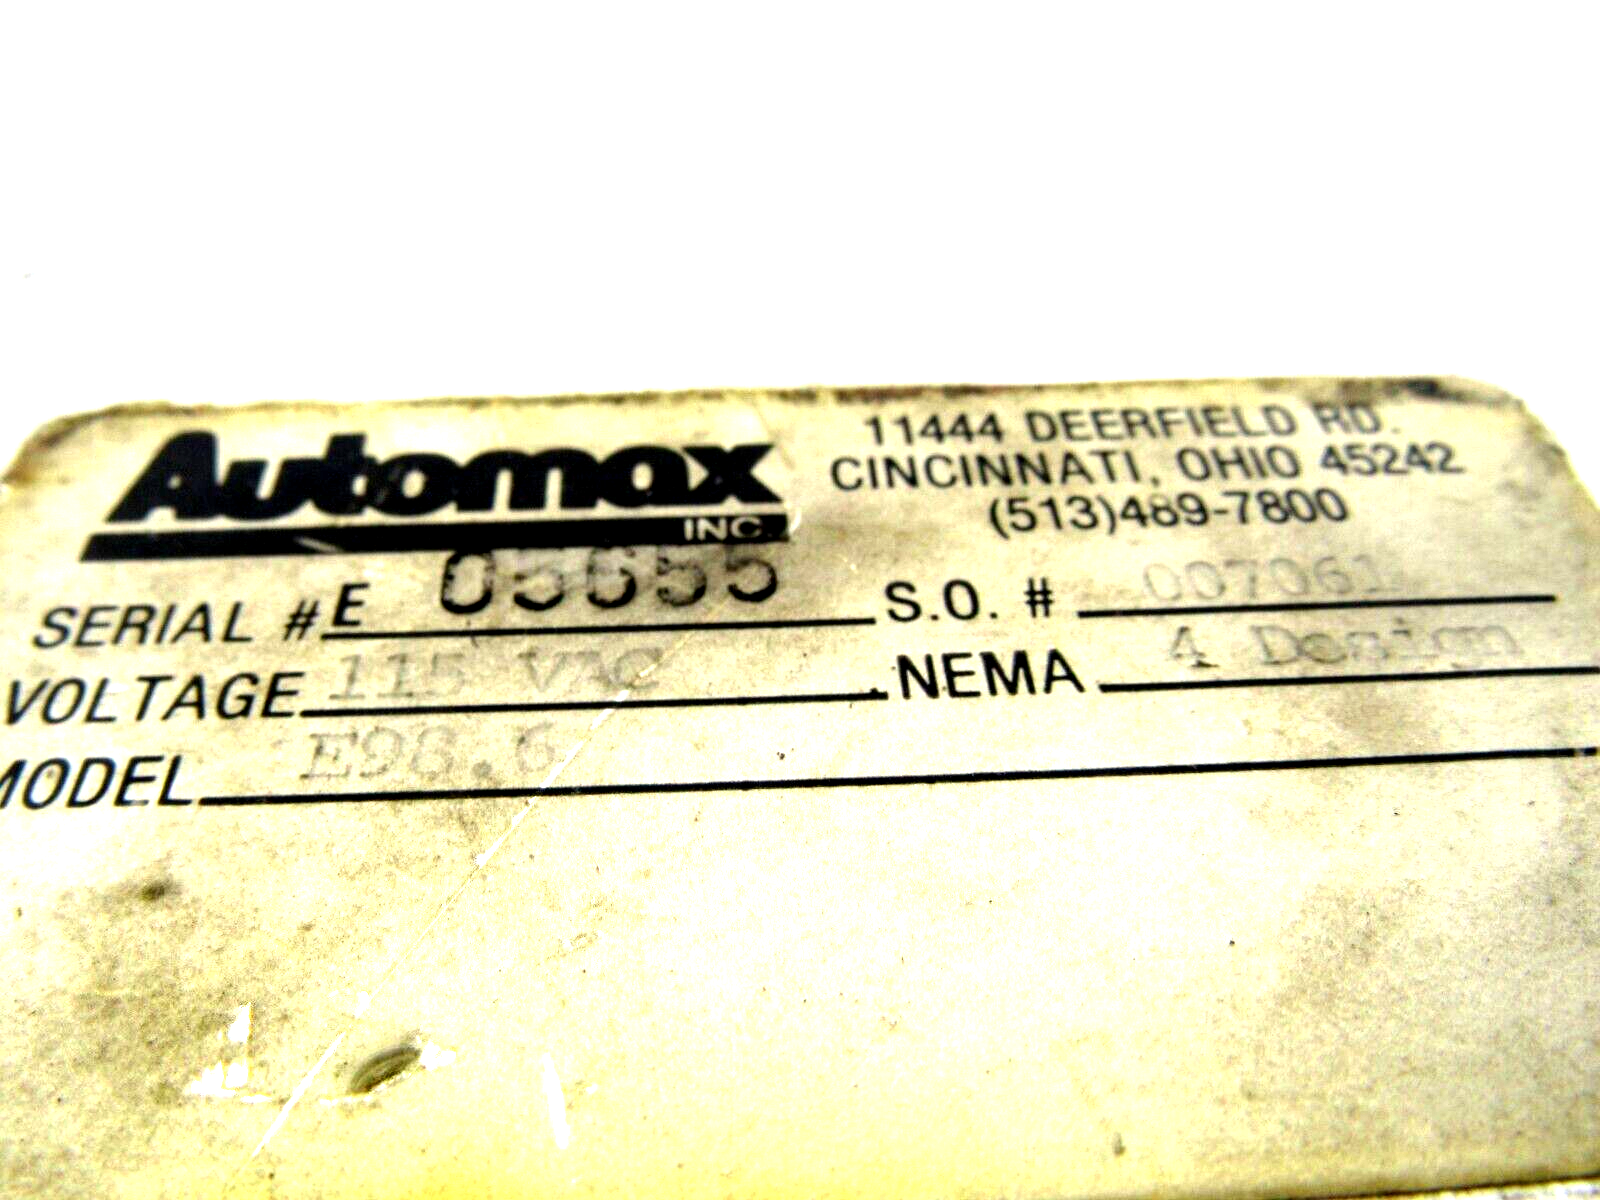 Automax INC.
11444 DEERFIELD RD.
CINCINNATI, OHIO 45242
(513)489-7800
SERIAL # E 05655 S.O. # 007061
VOLTAGE 115 VAC NEMA 4 Design
MODEL E98.6